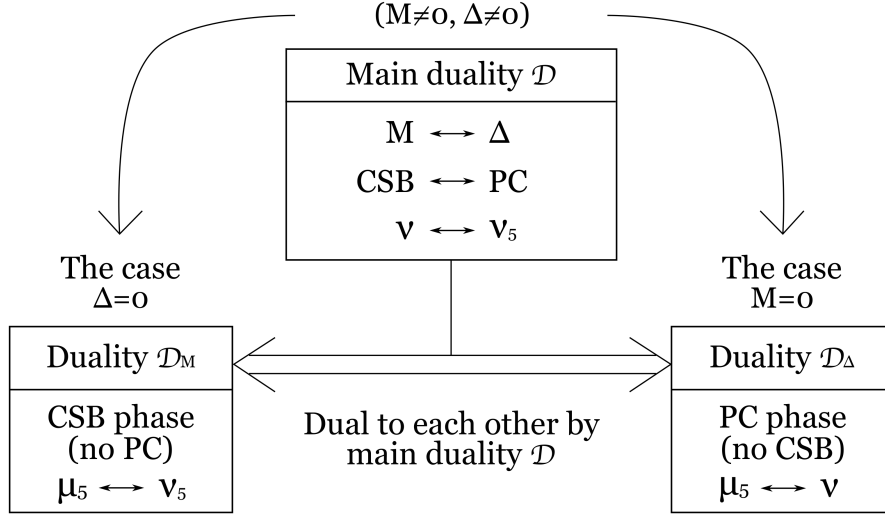 (M≠0, Δ≠0)
Main duality 𝒟
M ↔ Δ
CSB ↔ PC
ν ↔ ν₅
The case
Δ=0
The case
M=0
Duality 𝒟M
CSB phase
(no PC)
μ₅ ↔ ν₅
Dual to each other by
main duality 𝒟
Duality 𝒟Δ
PC phase
(no CSB)
μ₅ ↔ ν